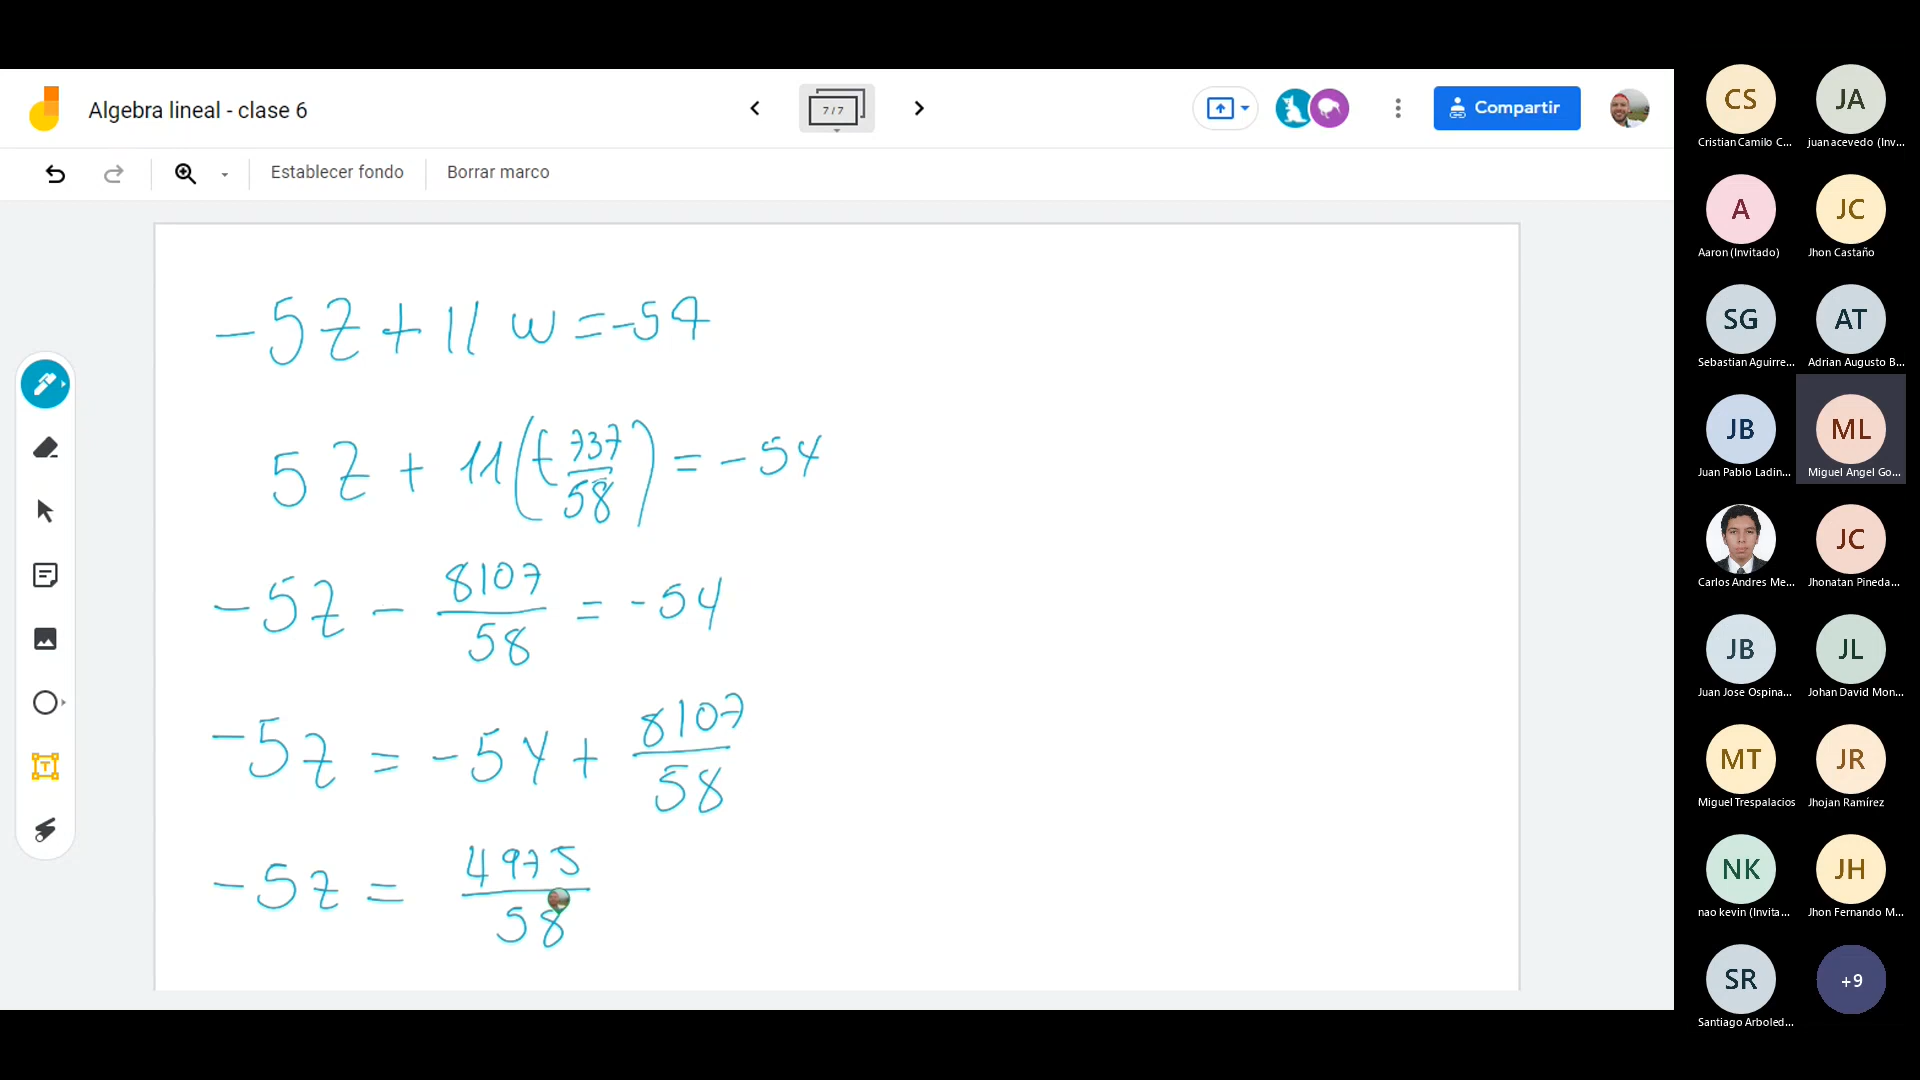 Algebra lineal - clase 6
7 / 7
Compartir
Establecer fondo
Borrar marco
-5z + 11 w = -54
5z + 11(-737/58) = -54
-5z - 8107/58 = -54
-5z = -54 + 8107/58
-5z = 4975/58
CS
Cristian Camilo C...
JA
juan acevedo (Inv...
A
Aaron (Invitado)
JC
Jhon Castaño
SG
Sebastian Aguirre...
AT
Adrian Augusto B...
JB
Juan Pablo Ladin...
ML
Miguel Angel Go...
Carlos Andres Me...
JC
Jhonatan Pineda...
JB
Juan Jose Ospina...
JL
Johan David Mon...
MT
Miguel Trespalacios
JR
Jhojan Ramírez
NK
nao kevin (Invita...
JH
Jhon Fernando M...
SR
Santiago Arboled...
+9